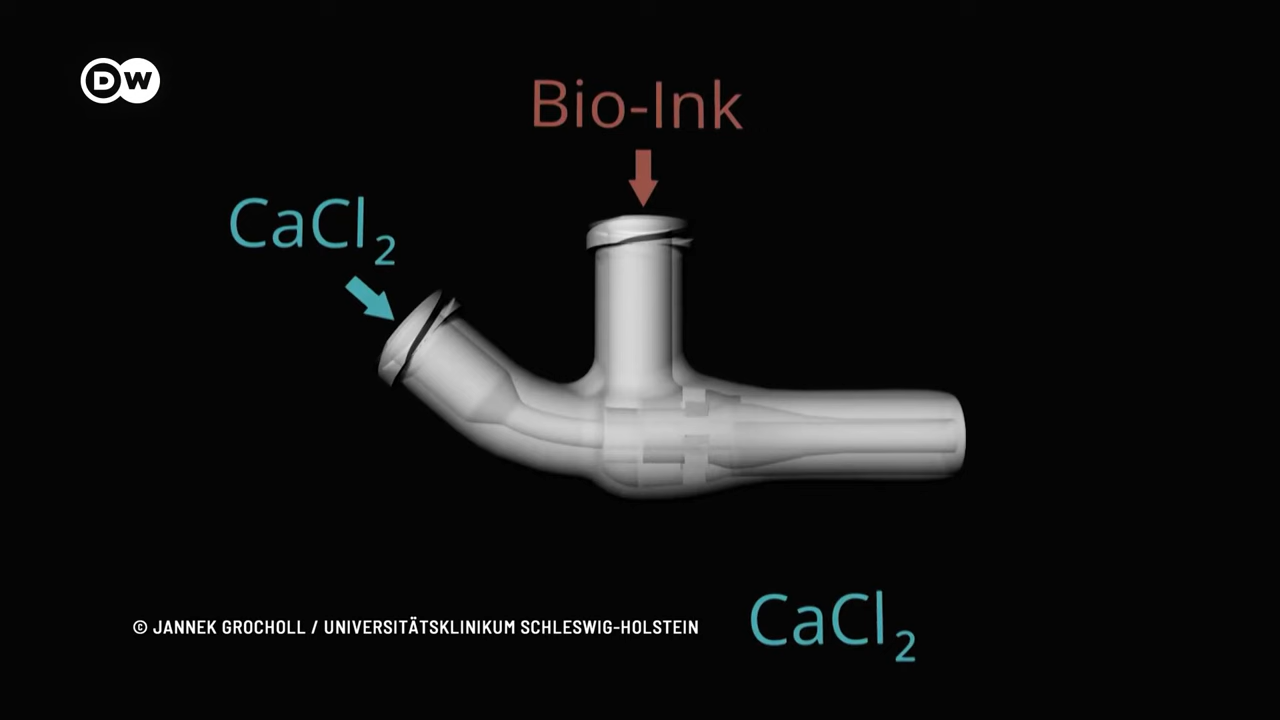 DW
Bio-Ink
CaCl₂
© JANNEK GROCHOLL / UNIVERSITÄTSKLINIKUM SCHLESWIG-HOLSTEIN
CaCl₂